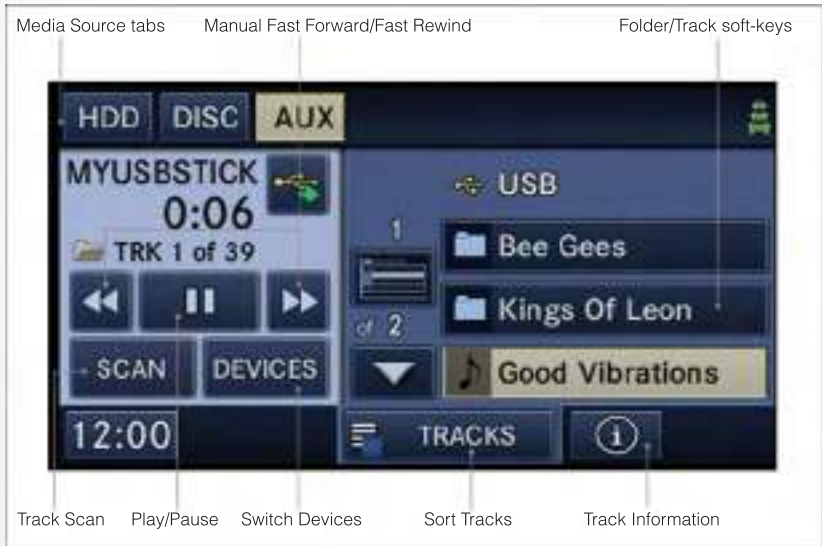 Media Source tabs
Manual Fast Forward/Fast Rewind
Folder/Track soft-keys
HDD
DISC
AUX
MYUSBSTICK
0:06
TRK 1 of 39
SCAN
DEVICES
12:00
USB
1
of 2
Bee Gees
Kings Of Leon
Good Vibrations
TRACKS
i
Track Scan
Play/Pause
Switch Devices
Sort Tracks
Track Information